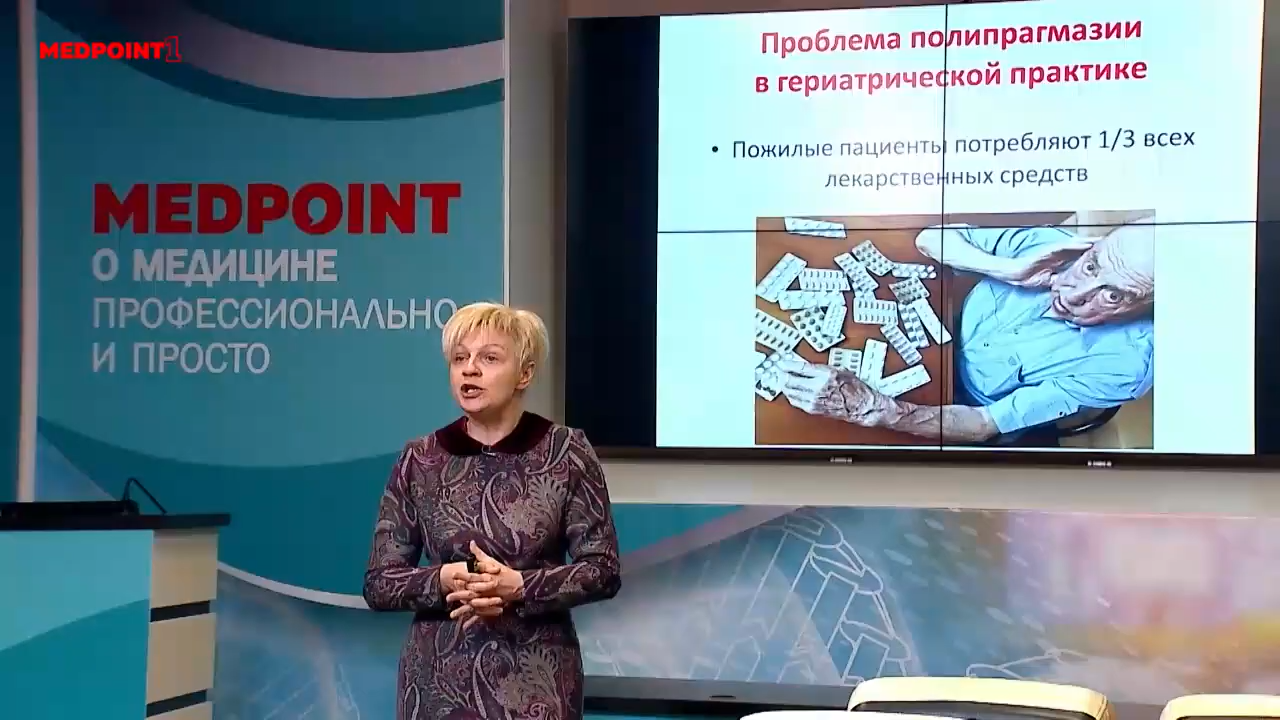 MEDPOINT1
MEDPOINT
О МЕДИЦИНЕ
ПРОФЕССИОНАЛЬНО
И ПРОСТО
Проблема полипрагмазии
в гериатрической практике
• Пожилые пациенты потребляют 1/3 всех
лекарственных средств